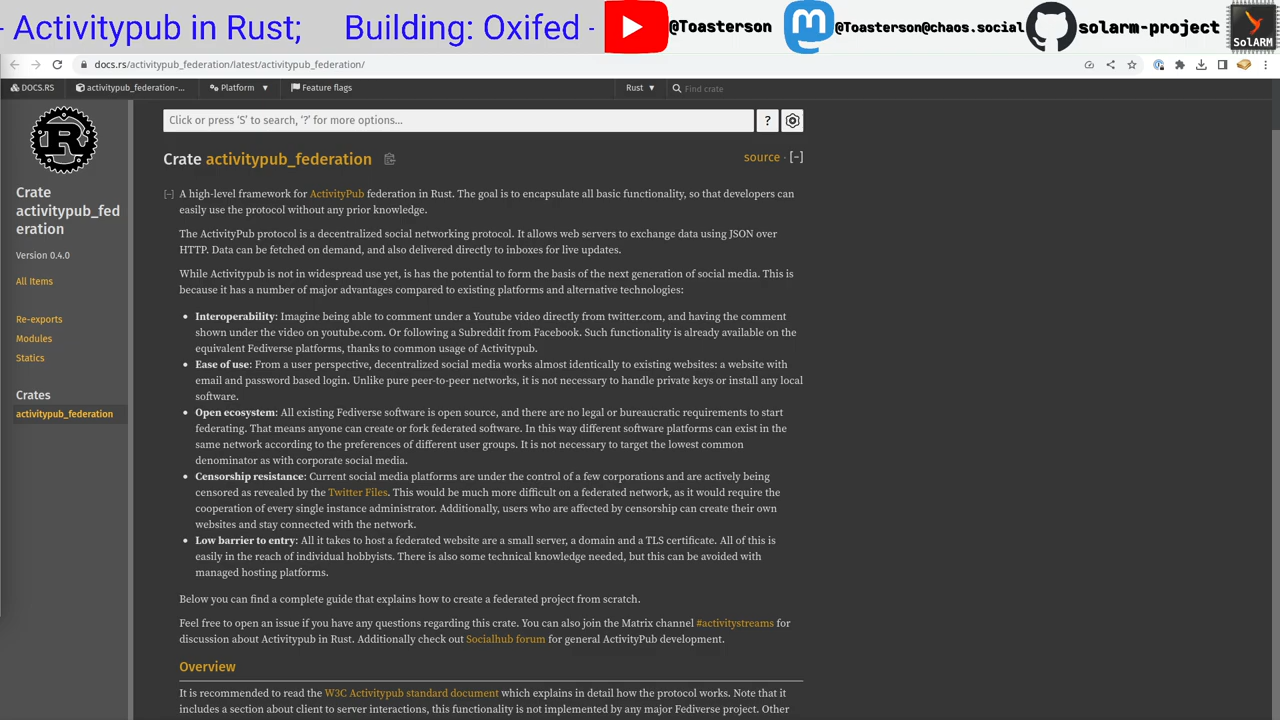 - Activitypub in Rust; Building: Oxifed -
@Toasterson
@Toasterson@chaos.social
solarm-project
SolARM
docs.rs/activitypub_federation/latest/activitypub_federation/
DOCS.RS activitypub_federation-... Platform Feature flags Rust Find crate
Click or press ‘S’ to search, ‘?’ for more options...
?
Crate activitypub_federation
source · [-]
Crate
activitypub_fed
eration
Version 0.4.0
All Items
Re-exports
Modules
Statics
Crates
activitypub_federation
[-] A high-level framework for ActivityPub federation in Rust. The goal is to encapsulate all basic functionality, so that developers can
easily use the protocol without any prior knowledge.
The ActivityPub protocol is a decentralized social networking protocol. It allows web servers to exchange data using JSON over
HTTP. Data can be fetched on demand, and also delivered directly to inboxes for live updates.
While Activitypub is not in widespread use yet, is has the potential to form the basis of the next generation of social media. This is
because it has a number of major advantages compared to existing platforms and alternative technologies:
• Interoperability: Imagine being able to comment under a Youtube video directly from twitter.com, and having the comment
shown under the video on youtube.com. Or following a Subreddit from Facebook. Such functionality is already available on the
equivalent Fediverse platforms, thanks to common usage of Activitypub.
• Ease of use: From a user perspective, decentralized social media works almost identically to existing websites: a website with
email and password based login. Unlike pure peer-to-peer networks, it is not necessary to handle private keys or install any local
software.
• Open ecosystem: All existing Fediverse software is open source, and there are no legal or bureaucratic requirements to start
federating. That means anyone can create or fork federated software. In this way different software platforms can exist in the
same network according to the preferences of different user groups. It is not necessary to target the lowest common
denominator as with corporate social media.
• Censorship resistance: Current social media platforms are under the control of a few corporations and are actively being
censored as revealed by the Twitter Files. This would be much more difficult on a federated network, as it would require the
cooperation of every single instance administrator. Additionally, users who are affected by censorship can create their own
websites and stay connected with the network.
• Low barrier to entry: All it takes to host a federated website are a small server, a domain and a TLS certificate. All of this is
easily in the reach of individual hobbyists. There is also some technical knowledge needed, but this can be avoided with
managed hosting platforms.
Below you can find a complete guide that explains how to create a federated project from scratch.
Feel free to open an issue if you have any questions regarding this crate. You can also join the Matrix channel #activitystreams for
discussion about Activitypub in Rust. Additionally check out Socialhub forum for general ActivityPub development.
Overview
It is recommended to read the W3C Activitypub standard document which explains in detail how the protocol works. Note that it
includes a section about client to server interactions, this functionality is not implemented by any major Fediverse project. Other